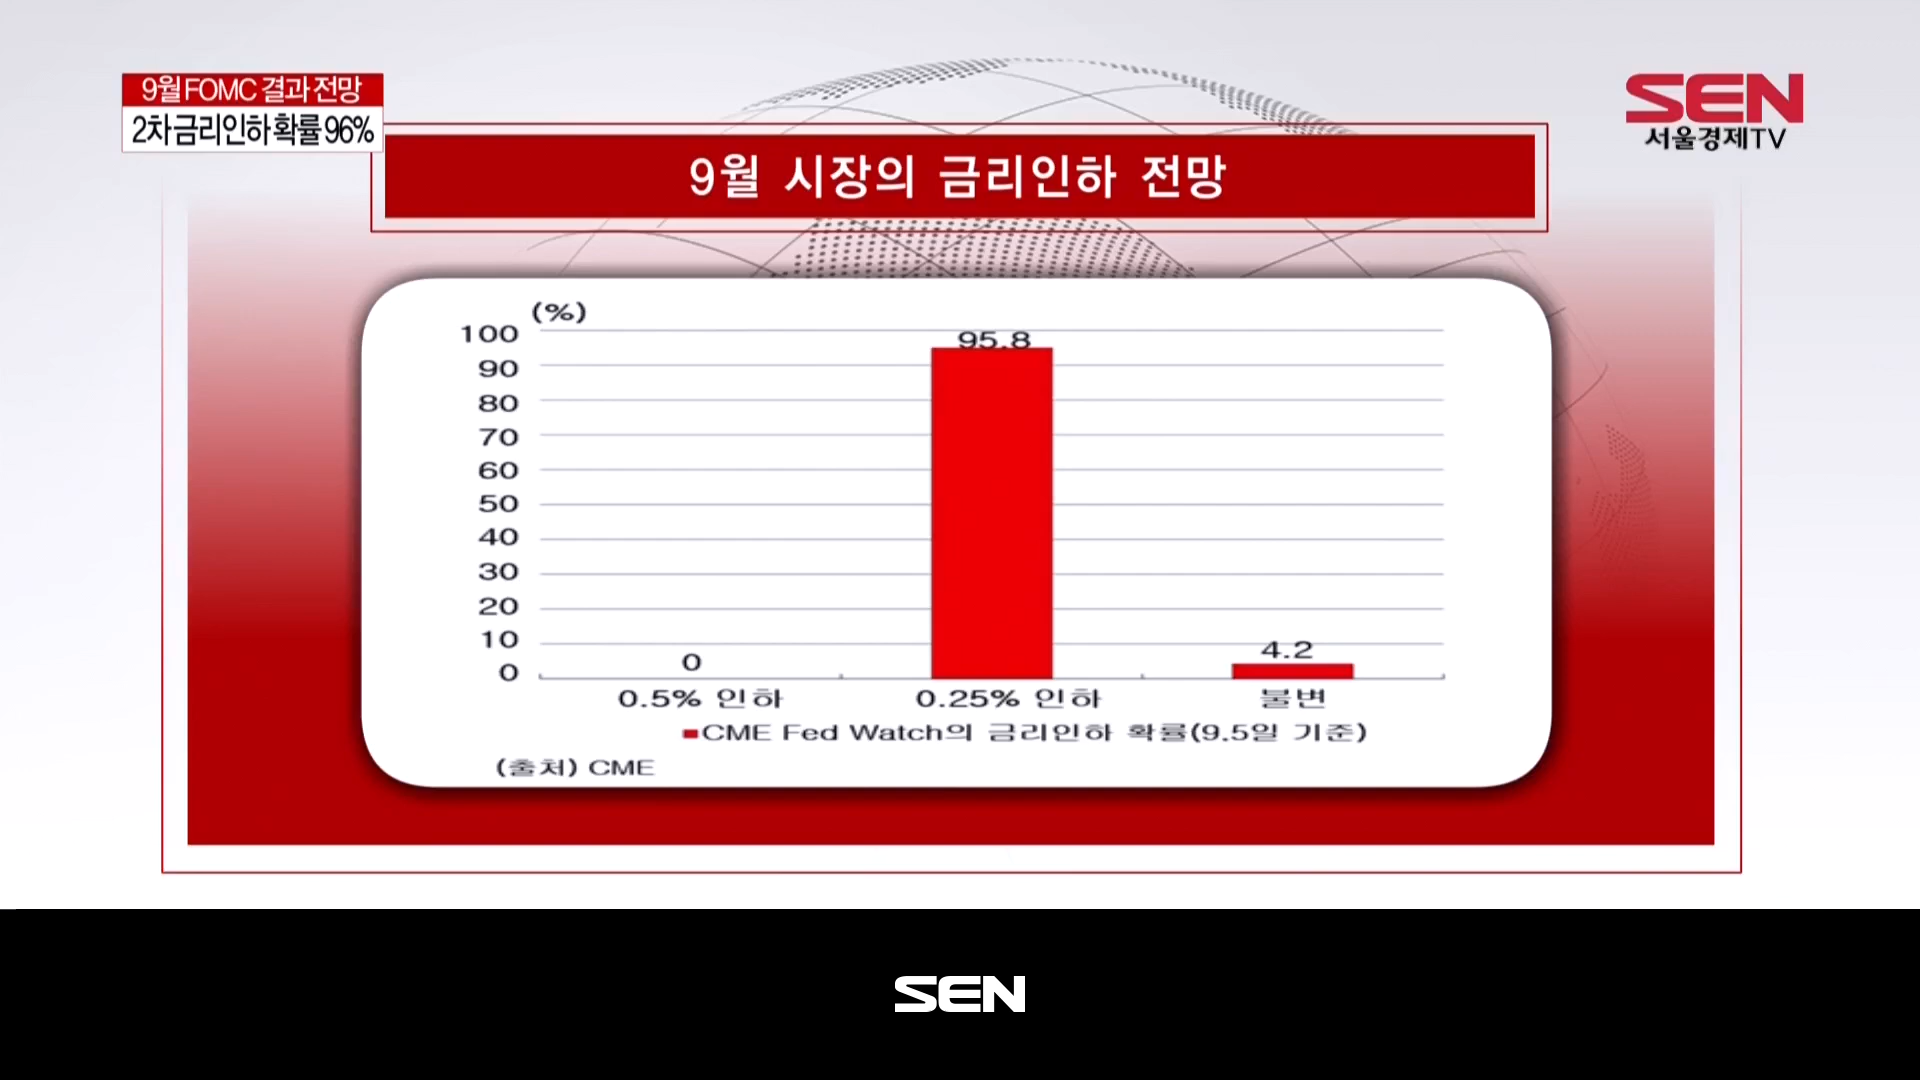 9월 FOMC 결과 전망
2차 금리인하 확률 96%
SEN
서울경제TV
9월 시장의 금리인하 전망
(%)
100
90
80
70
60
50
40
30
20
10
0
0
95.8
4.2
0.5% 인하
0.25% 인하
불변
CME Fed Watch의 금리인하 확률(9.5일 기준)
(출처) CME
SEN